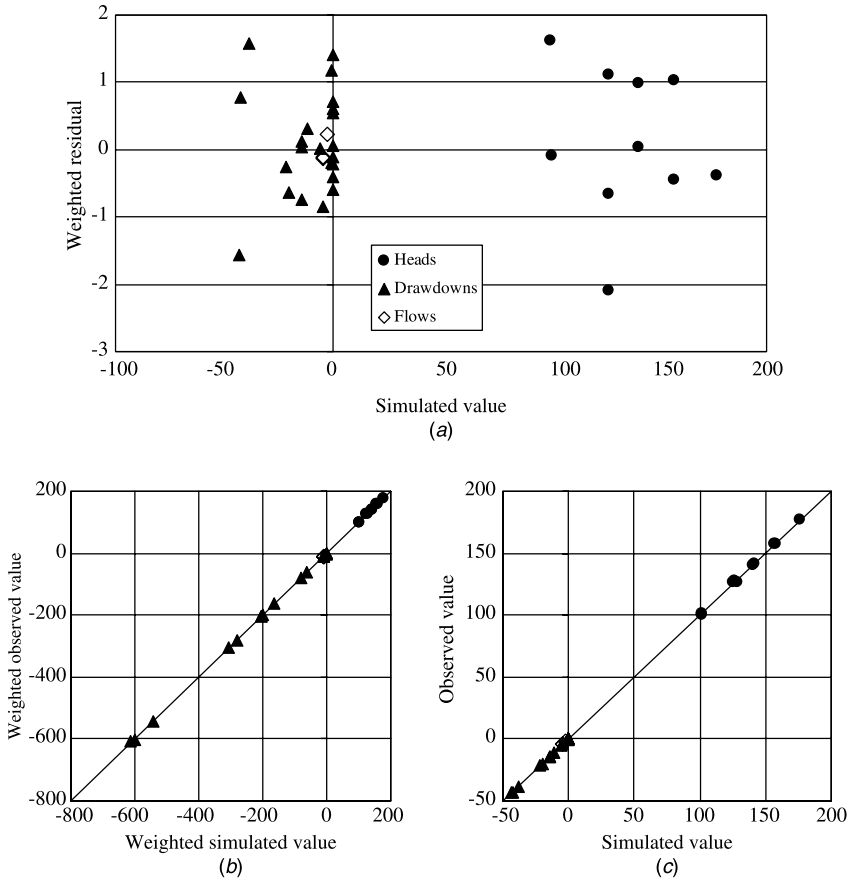 2
1
0
-1
-2
-3
Weighted residual
Heads
Drawdowns
Flows
-100 -50 0 50 100 150 200
Simulated value
(a)
200
0
-200
-400
-600
-800
Weighted observed value
-800 -600 -400 -200 0 200
Weighted simulated value
(b)
200
150
100
50
0
-50
Observed value
-50 0 50 100 150 200
Simulated value
(c)